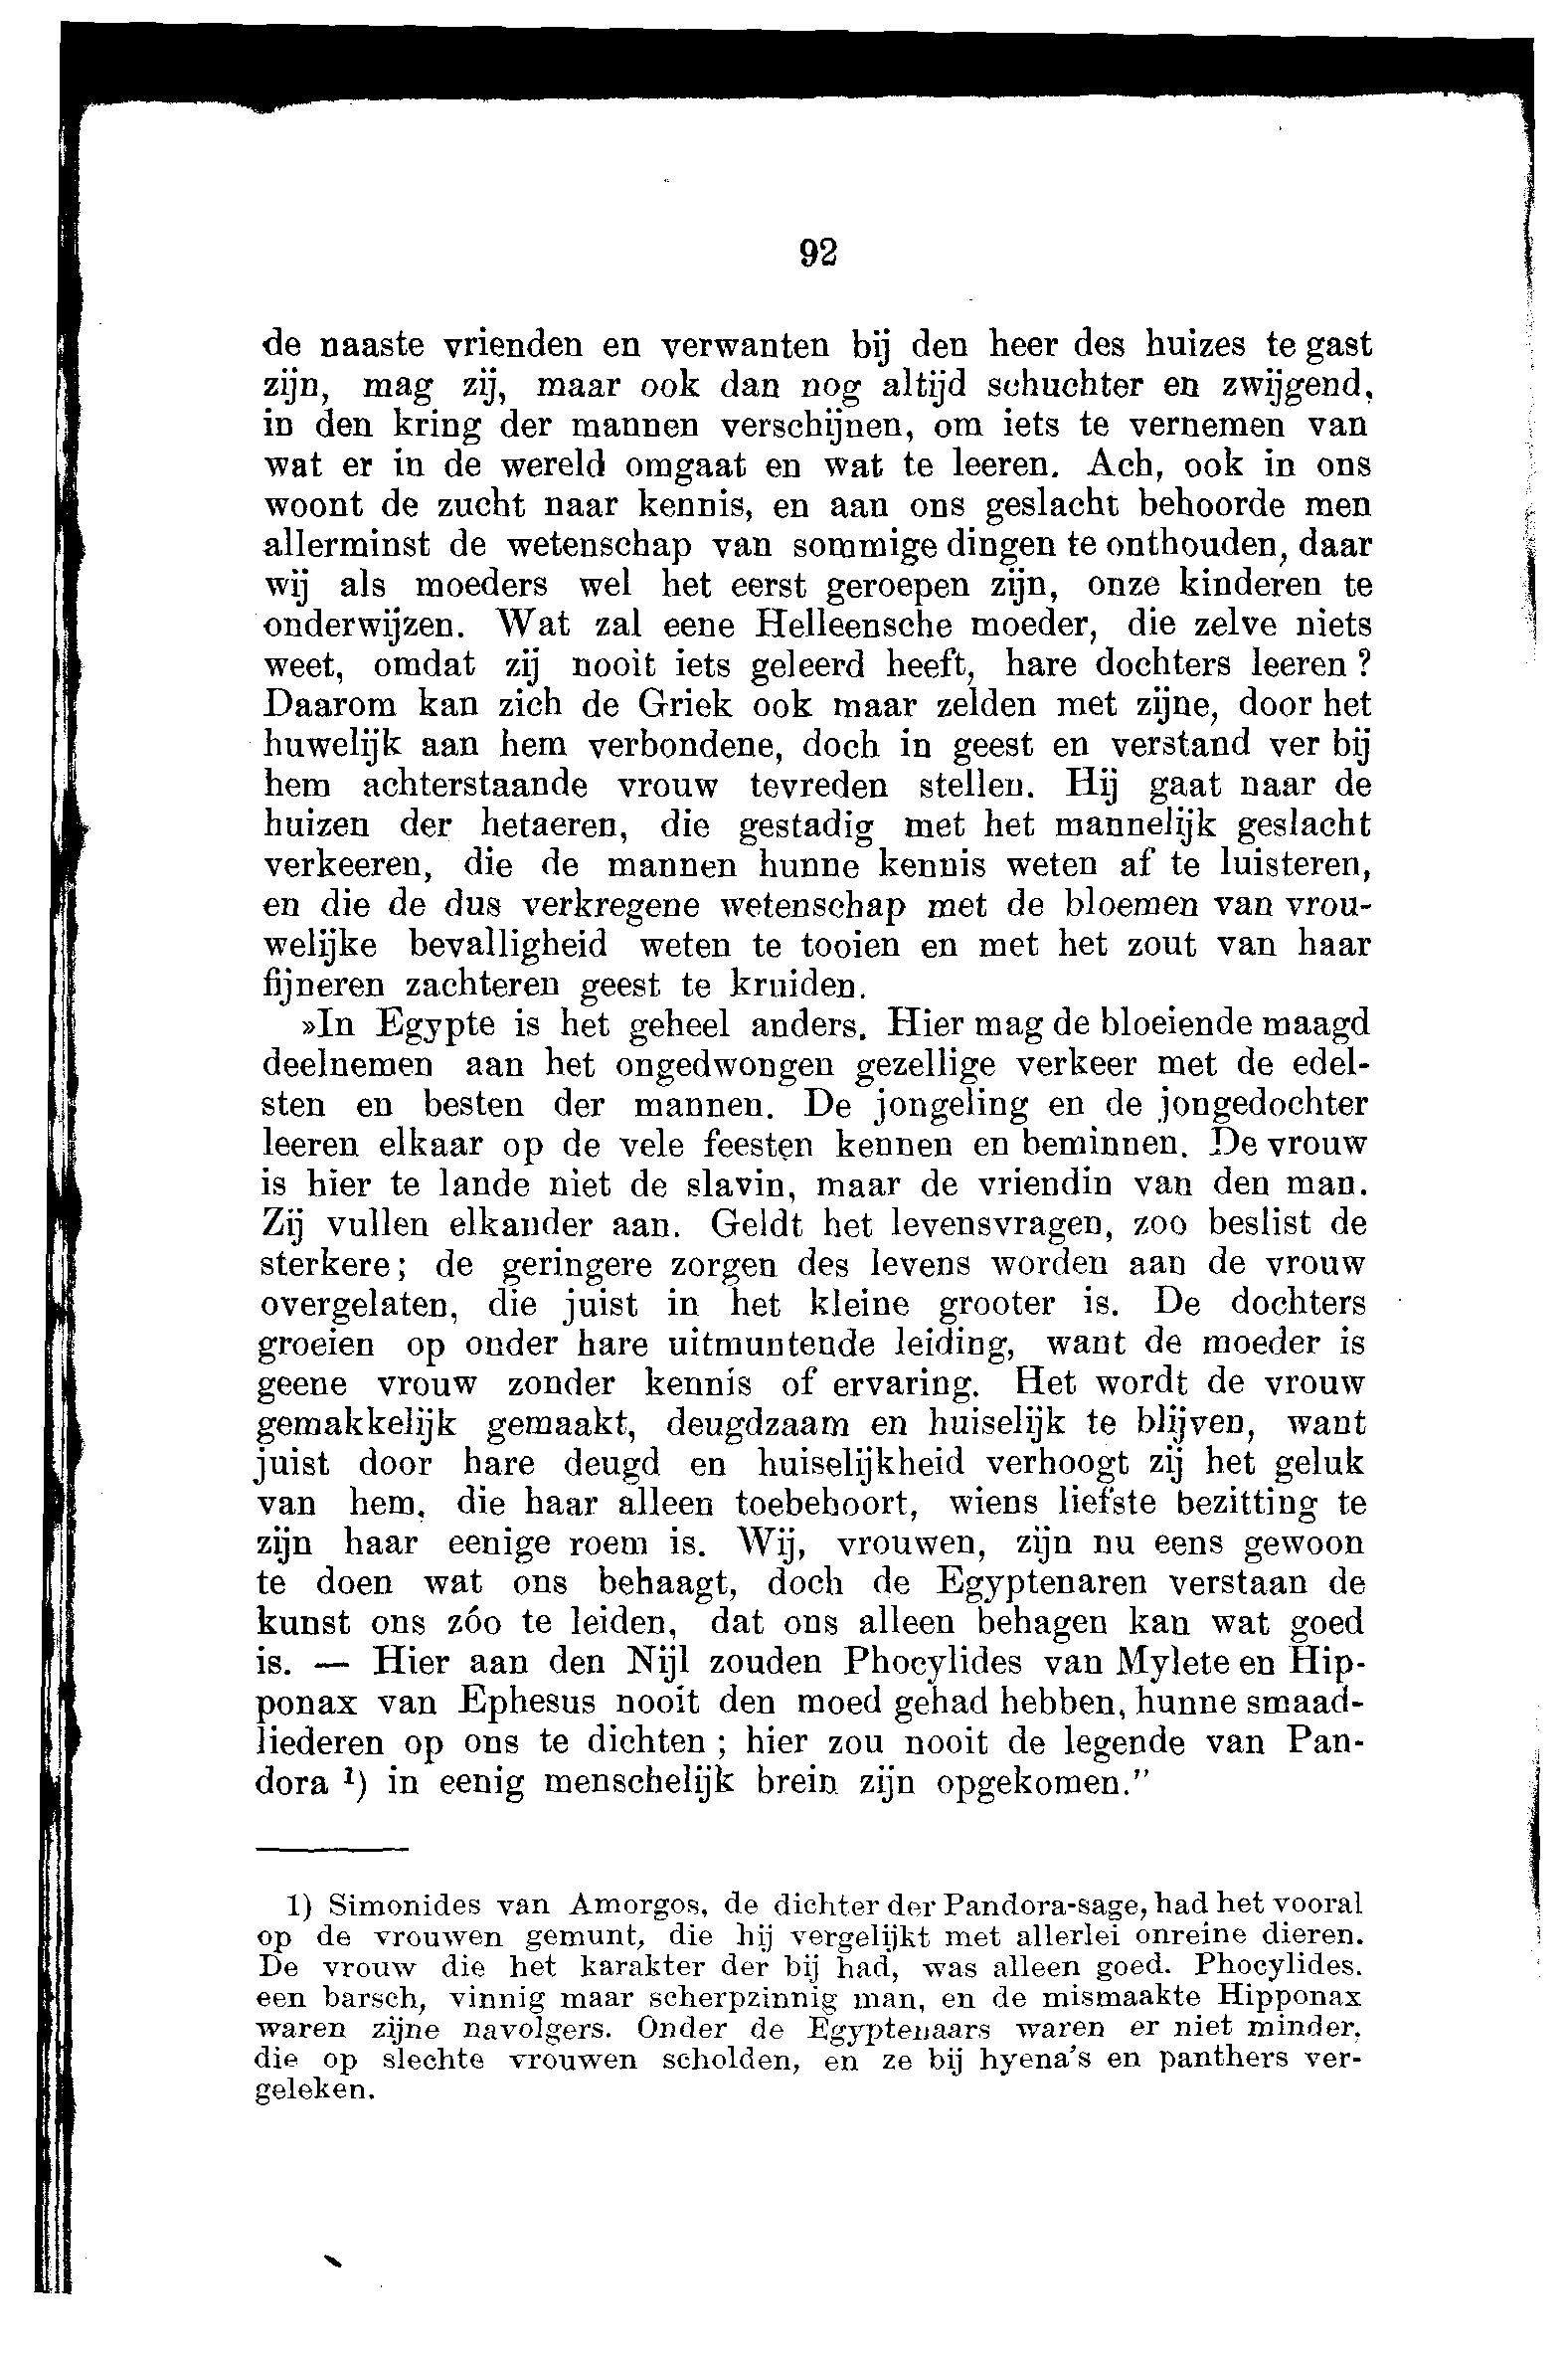 92
de naaste vrienden en verwanten bij den heer des huizes te gast
zijn, mag zij, maar ook dan nog altijd schuchter en zwijgend,
in den kring der mannen verschijnen, om iets te vernemen van
wat er in de wereld omgaat en wat te leeren. Ach, ook in ons
woont de zucht naar kennis, en aan ons geslacht behoorde men
allerminst de wetenschap van sommige dingen te onthouden, daar
wij als moeders wel het eerst geroepen zijn, onze kinderen te
onderwijzen. Wat zal eene Helleensche moeder, die zelve niets
weet, omdat zij nooit iets geleerd heeft, hare dochters leeren?
Daarom kan zich de Griek ook maar zelden met zijne, door het
huwelijk aan hem verbondene, doch in geest en verstand ver bij
hem achterstaande vrouw tevreden stellen. Hij gaat naar de
huizen der hetaeren, die gestadig met het mannelijk geslacht
verkeeren, die de mannen hunne kennis weten af te luisteren,
en die de dus verkregene wetenschap met de bloemen van vrou-
welijke bevalligheid weten te tooien en met het zout van haar
fijneren zachteren geest te kruiden.
»In Egypte is het geheel anders. Hier mag de bloeiende maagd
deelnemen aan het ongedwongen gezellige verkeer met de edel-
sten en besten der mannen. De jongeling en de jongedochter
leeren elkaar op de vele feesten kennen en beminnen. De vrouw
is hier te lande niet de slavin, maar de vriendin van den man.
Zij vullen elkander aan. Geldt het levensvragen, zoo beslist de
sterkere; de geringere zorgen des levens worden aan de vrouw
overgelaten, die juist in het kleine grooter is. De dochters
groeien op onder hare uitmuntende leiding, want de moeder is
geene vrouw zonder kennis of ervaring. Het wordt de vrouw
gemakkelijk gemaakt, deugdzaam en huiselijk te blijven, want
juist door hare deugd en huiselijkheid verhoogt zij het geluk
van hem, die haar alleen toebehoort, wiens liefste bezitting te
zijn haar eenige roem is. Wij, vrouwen, zijn nu eens gewoon
te doen wat ons behaagt, doch de Egyptenaren verstaan de
kunst ons zóo te leiden, dat ons alleen behagen kan wat goed
is. — Hier aan den Nijl zouden Phocylides van Mylete en Hip-
ponax van Ephesus nooit den moed gehad hebben, hunne smaad-
liederen op ons te dichten; hier zou nooit de legende van Pan-
dora ¹) in eenig menschelijk brein zijn opgekomen."
1) Simonides van Amorgos, de dichter der Pandora-sage, had het vooral
op de vrouwen gemunt, die hij vergelijkt met allerlei onreine dieren.
De vrouw die het karakter der bij had, was alleen goed. Phocylides.
een barsch, vinnig maar scherpzinnig man, en de mismaakte Hipponax
waren zijne navolgers. Onder de Egyptenaars waren er niet minder,
die op slechte vrouwen scholden, en ze bij hyena's en panthers ver-
geleken.